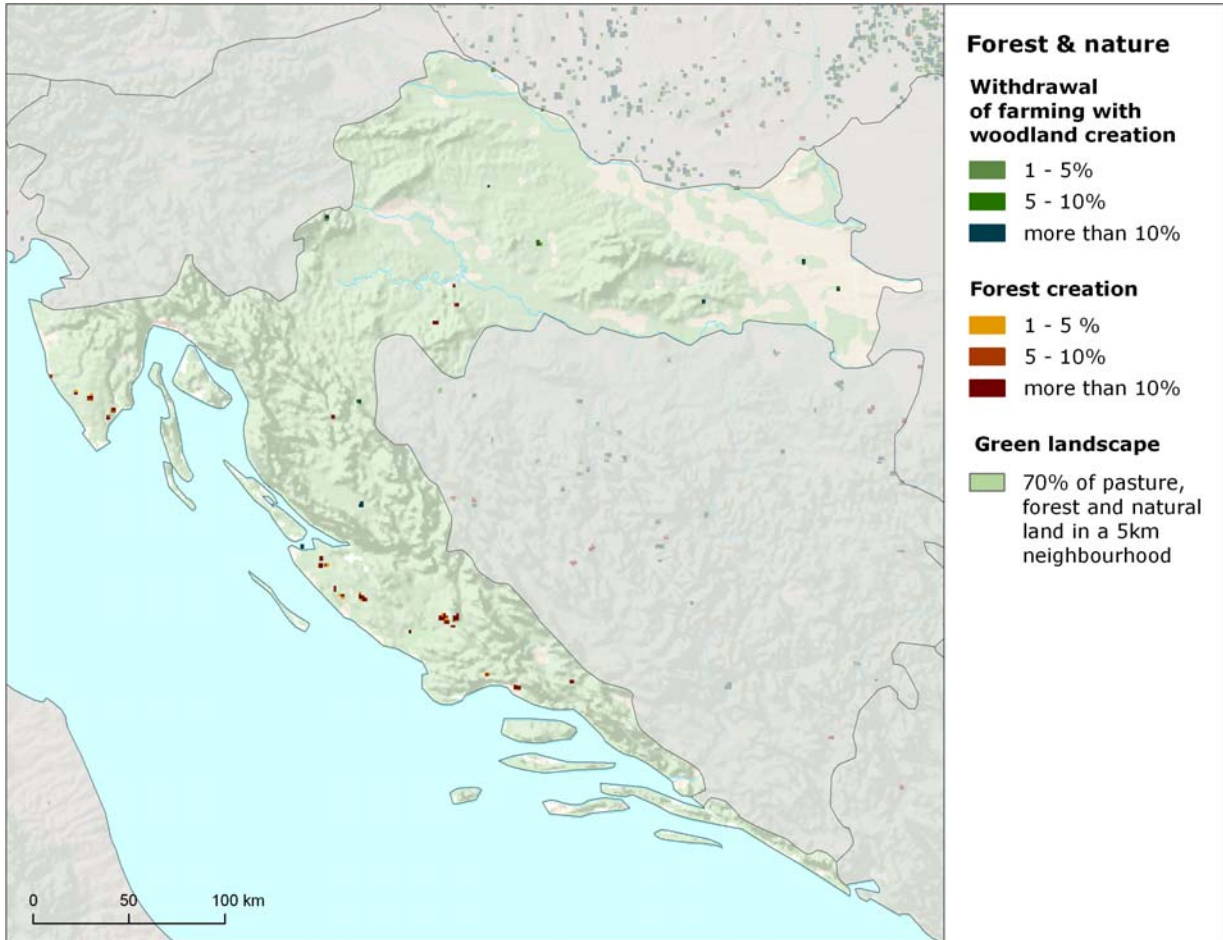 Forest & nature
Withdrawal
of farming with
woodland creation
1 - 5%
5 - 10%
more than 10%
Forest creation
1 - 5 %
5 - 10%
more than 10%
Green landscape
70% of pasture,
forest and natural
land in a 5km
neighbourhood
0 50 100 km